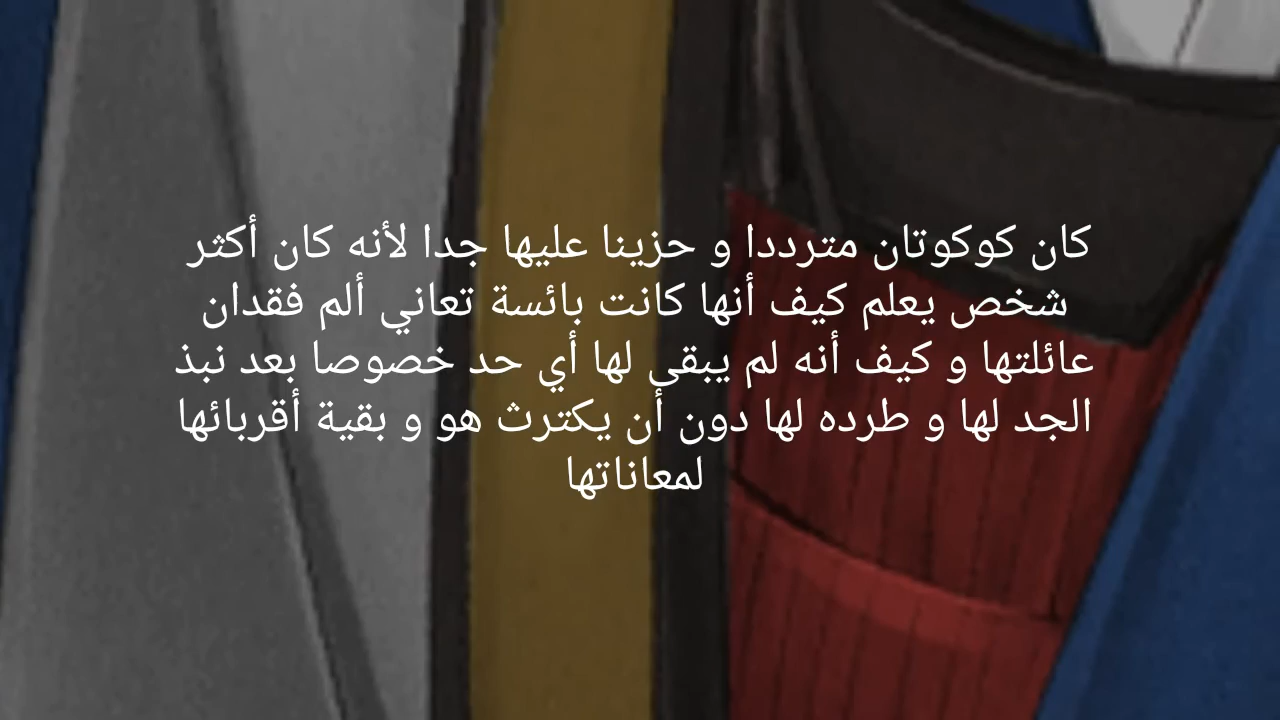 كان كوكوتان مترددا و حزينا عليها جدا لأنه كان أكثر
شخص يعلم كيف أنها كانت بائسة تعاني ألم فقدان
عائلتها و كيف أنه لم يبقى لها أي حد خصوصا بعد نبذ
الجد لها و طرده لها دون أن يكترث هو و بقية أقربائها
لمعاناتها